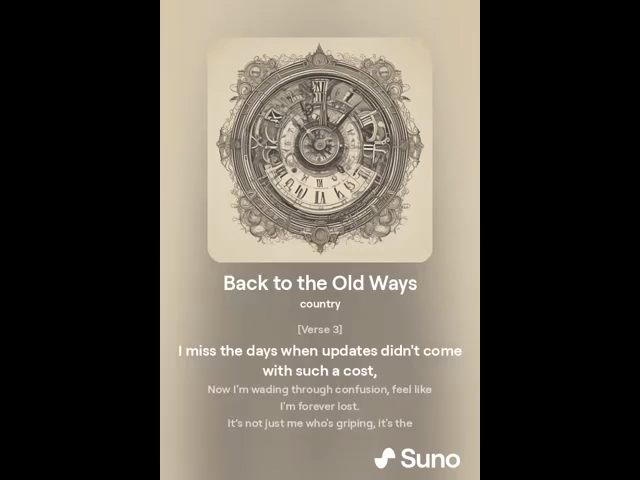 Back to the Old Ways
country
[Verse 3]
I miss the days when updates didn't come
with such a cost,
Now I'm wading through confusion, feel like
I'm forever lost.
It's not just me who's griping, it's the
Suno